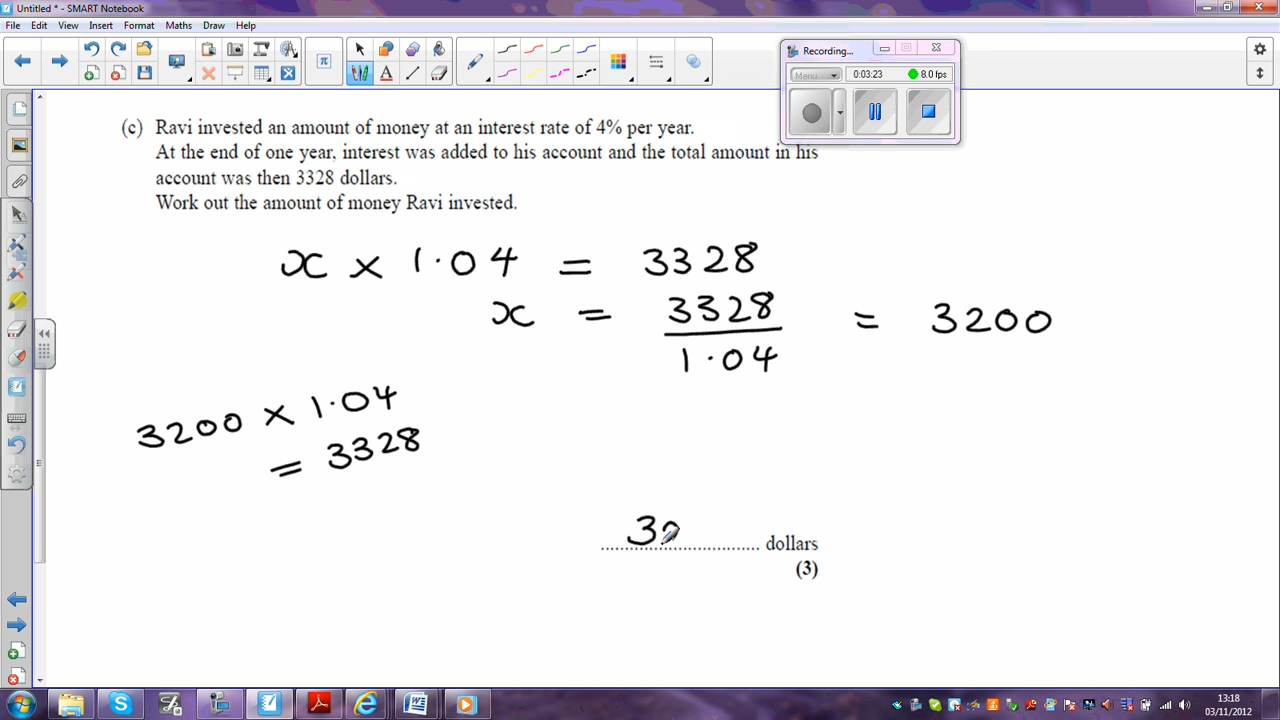 Untitled * - SMART Notebook
File Edit View Insert Format Maths Draw Help
Recording...
Menu 0:03:23 8.0 fps
(c) Ravi invested an amount of money at an interest rate of 4% per year.
At the end of one year, interest was added to his account and the total amount in his
account was then 3328 dollars.
Work out the amount of money Ravi invested.
x × 1·04 = 3328
x = 3328 / 1·04 = 3200
3200 × 1·04
= 3328
32
.......................................... dollars
(3)
13:18
03/11/2012